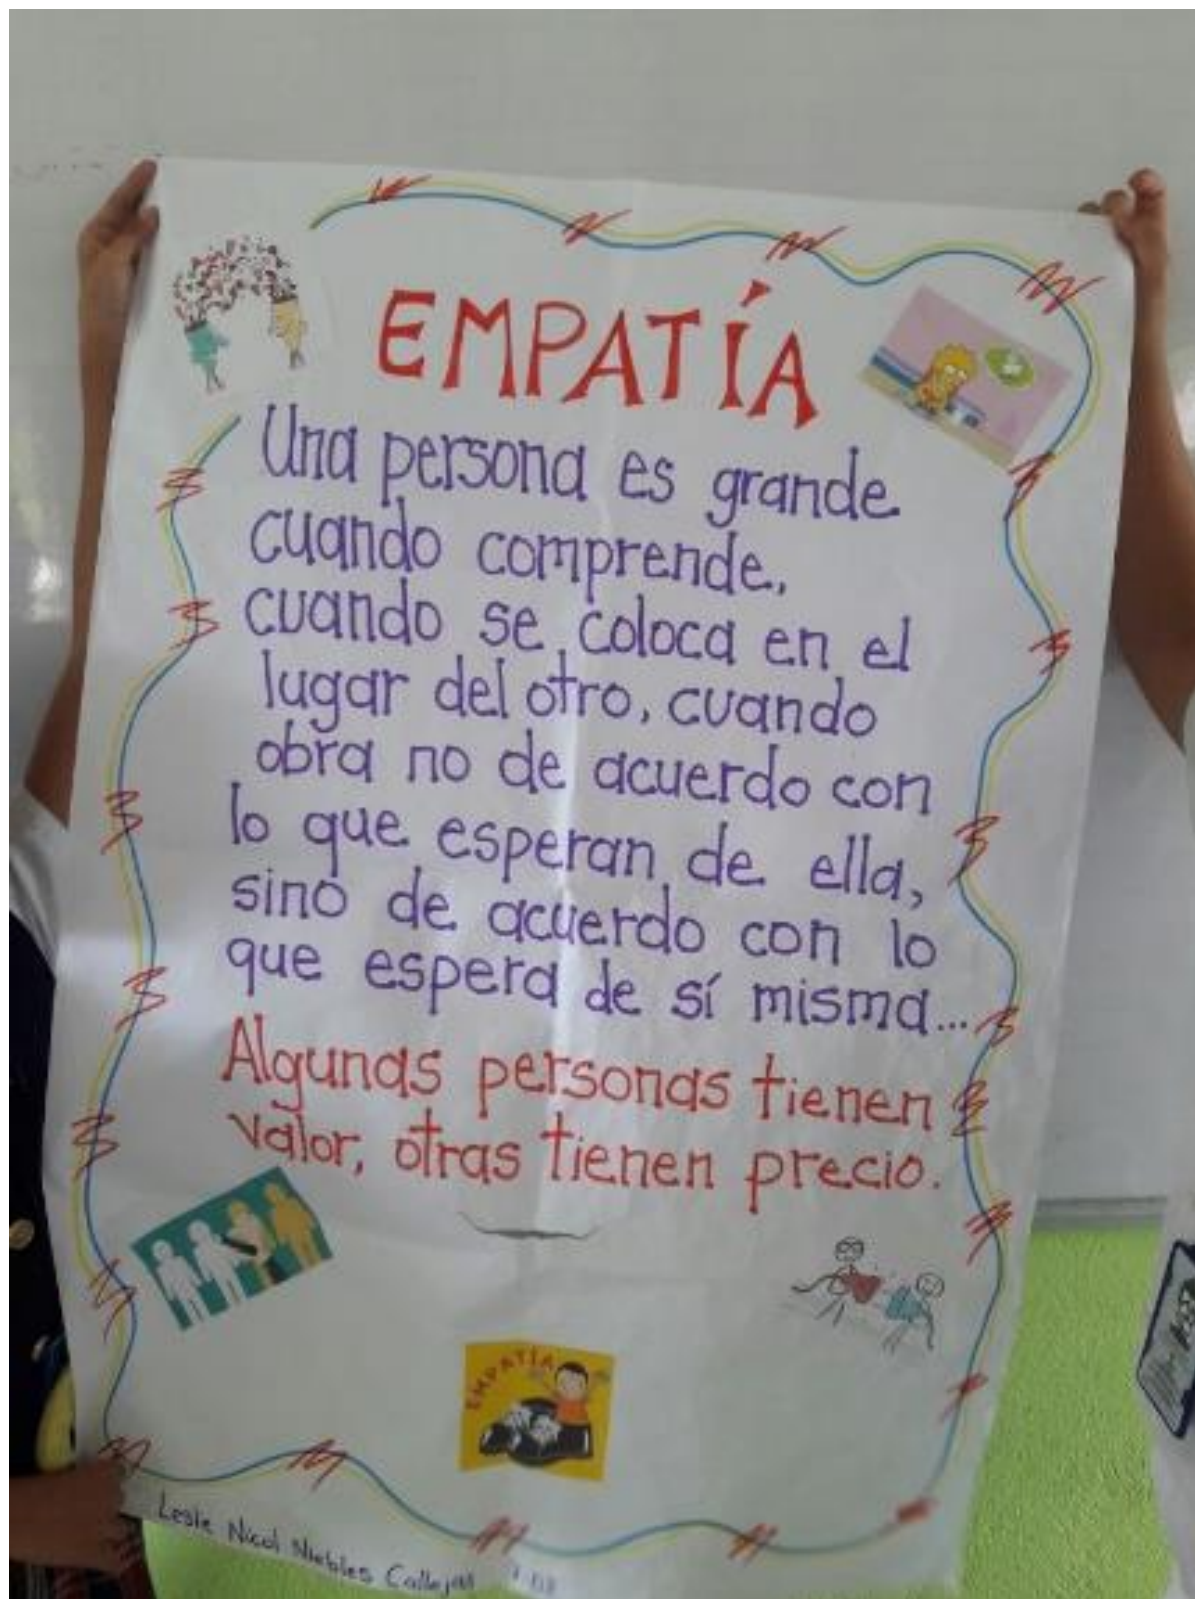 EMPATÍA
Una persona es grande
cuando comprende,
cuando se coloca en el
lugar del otro, cuando
obra no de acuerdo con
lo que esperan de ella,
sinó de acuerdo con lo
que espera de sí misma...
Algunas personas tienen
valor, otras tienen precio.
EMPATÍA
Leslie Nicol Niebles Callejas